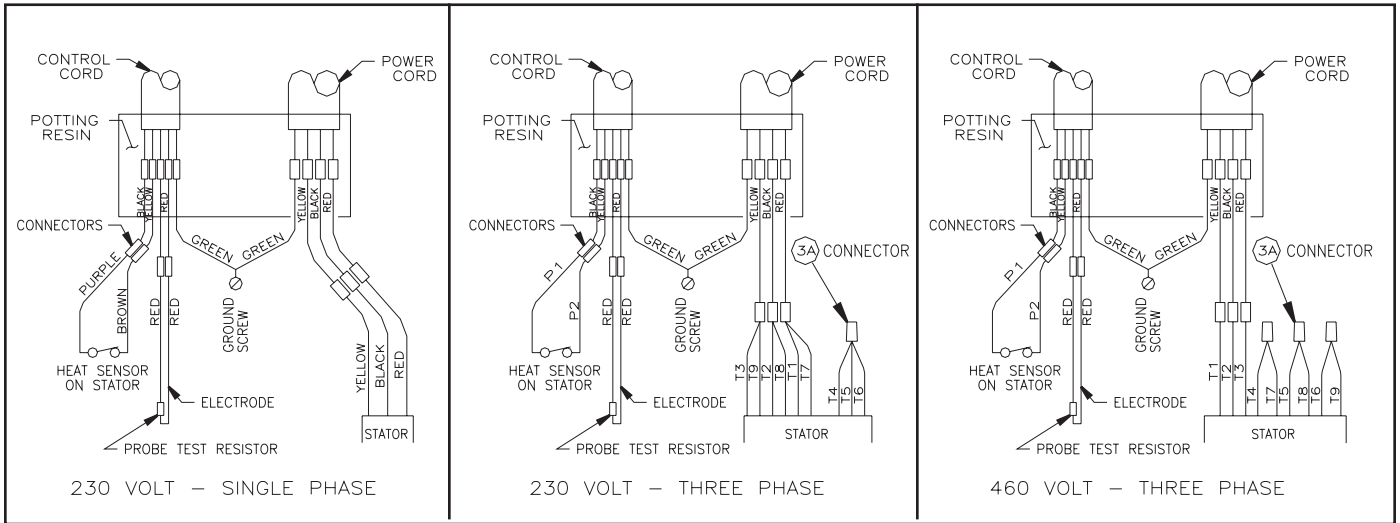 CONTROL
CORD
POWER
CORD
POTTING
RESIN
BLACK
YELLOW
RED
YELLOW
BLACK
RED
CONNECTORS
GREEN
GREEN
PURPLE
BROWN
RED
RED
GROUND
SCREW
HEAT SENSOR
ON STATOR
YELLOW
BLACK
RED
ELECTRODE
STATOR
PROBE TEST RESISTOR
230 VOLT – SINGLE PHASE
CONTROL
CORD
POWER
CORD
POTTING
RESIN
BLACK
YELLOW
RED
YELLOW
BLACK
RED
CONNECTORS
GREEN
GREEN
3A CONNECTOR
P1
P2
RED
RED
GROUND
SCREW
HEAT SENSOR
ON STATOR
T3
T9
T2
T8
T1
T7
T4
T5
T6
ELECTRODE
STATOR
PROBE TEST RESISTOR
230 VOLT – THREE PHASE
CONTROL
CORD
POWER
CORD
POTTING
RESIN
BLACK
YELLOW
RED
YELLOW
BLACK
RED
CONNECTORS
GREEN
GREEN
3A CONNECTOR
P1
P2
RED
RED
GROUND
SCREW
HEAT SENSOR
ON STATOR
T1
T2
T3
T4
T7
T5
T8
T6
T9
ELECTRODE
STATOR
PROBE TEST RESISTOR
460 VOLT – THREE PHASE